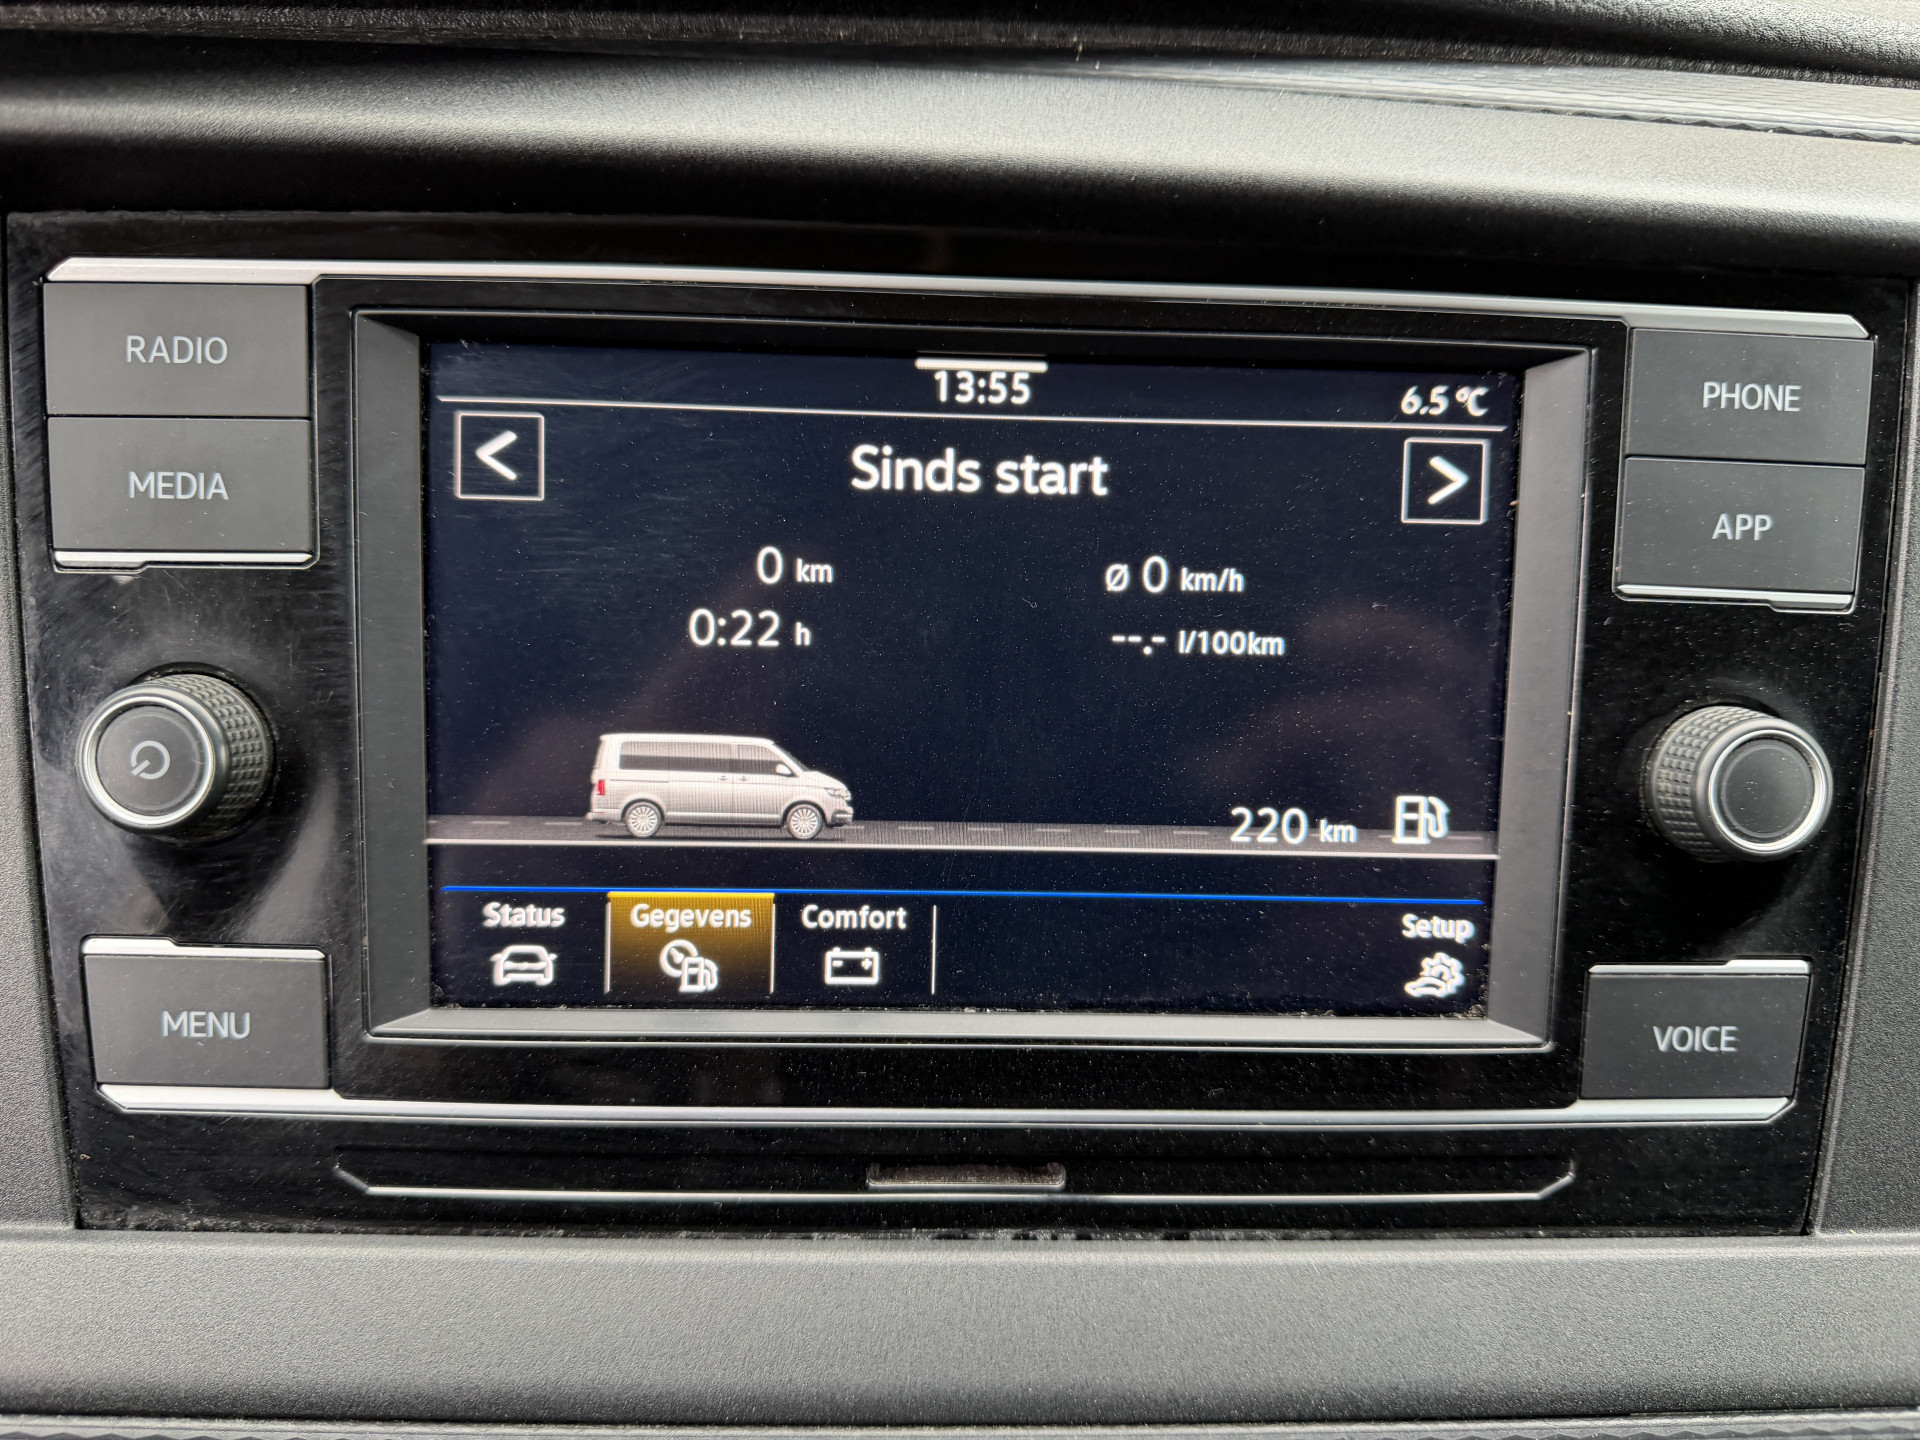 RADIO
MEDIA
MENU
13:55
6.5 °C
<
Sinds start
>
0 km
Ø 0 km/h
0:22 h
--.- l/100km
220 km
Status
Gegevens
Comfort
Setup
PHONE
APP
VOICE